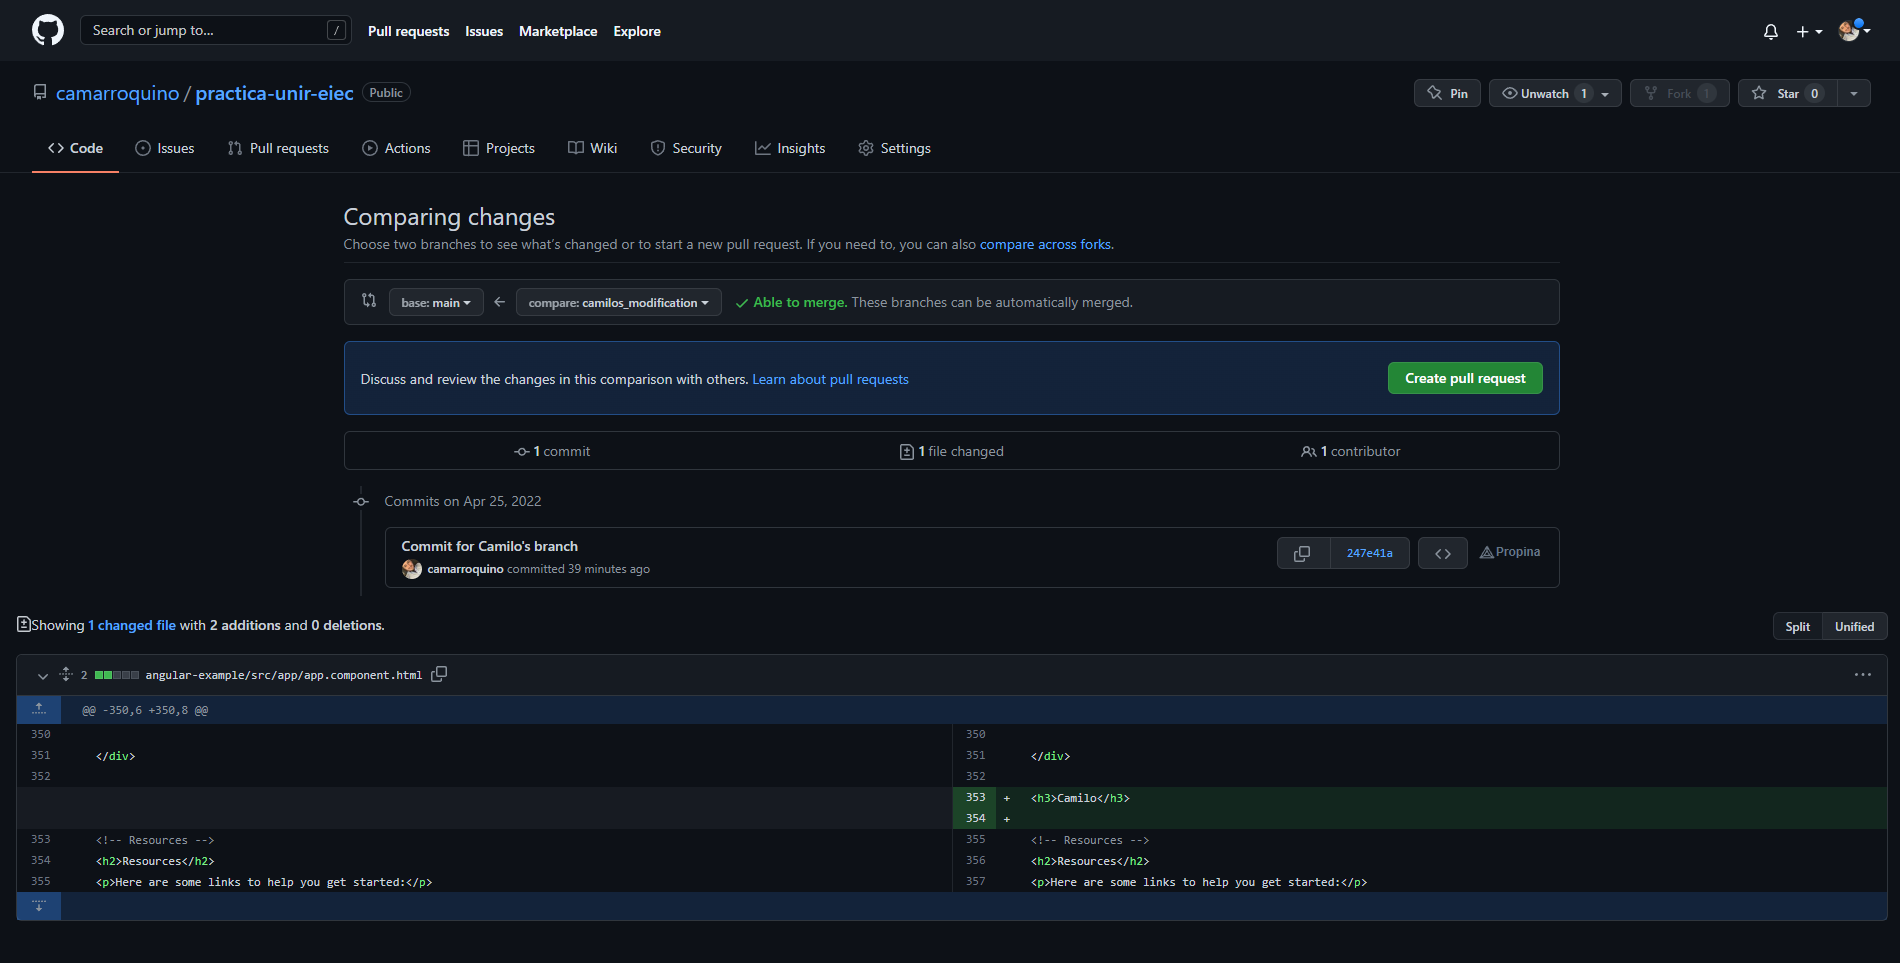 Search or jump to... /
Pull requests Issues Marketplace Explore
camarroquino / practica-unir-eiec Public
Pin Unwatch 1 Fork 1 Star 0
Code Issues Pull requests Actions Projects Wiki Security Insights Settings
Comparing changes
Choose two branches to see what's changed or to start a new pull request. If you need to, you can also compare across forks.
base: main compare: camilos_modification Able to merge. These branches can be automatically merged.
Discuss and review the changes in this comparison with others. Learn about pull requests Create pull request
1 commit 1 file changed 1 contributor
Commits on Apr 25, 2022
Commit for Camilo's branch
camarroquino committed 39 minutes ago
247e41a Propina
Showing 1 changed file with 2 additions and 0 deletions.
Split Unified
2 angular-example/src/app/app.component.html
@@ -350,6 +350,8 @@
350 350
351 </div> 351 </div>
352 352
353 + <h3>Camilo</h3>
354 +
353 <!-- Resources --> 355 <!-- Resources -->
354 <h2>Resources</h2> 356 <h2>Resources</h2>
355 <p>Here are some links to help you get started:</p> 357 <p>Here are some links to help you get started:</p>